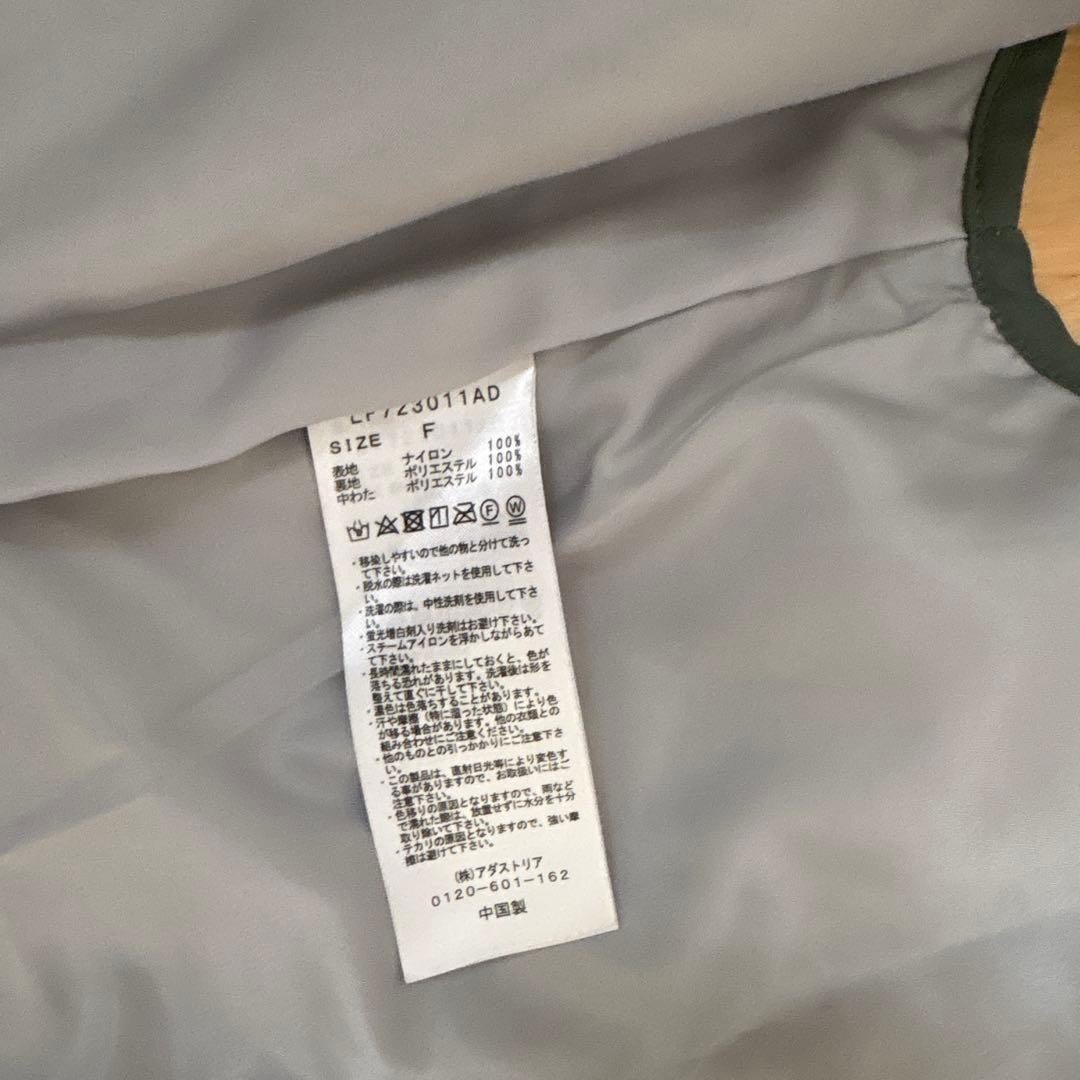 LF723011AD
SIZE F
表地 ナイロン 100%
裏地 ポリエステル 100%
中わた ポリエステル 100%
F W
・移染しやすいので他の物と分けて洗っ
て下さい。
・脱水の際は洗濯ネットを使用して下さ
い。
・洗濯の際は、中性洗剤を使用して下さ
い。
・蛍光増白剤入り洗剤はお避け下さい。
・スチームアイロンを浮かしながらあて
て下さい。
・長時間濡れたままにしておくと、色が
落ちる恐れがあります。洗濯後は形を
整えて直ぐに干して下さい。
・濃色は色落ちすることがあります。
・汗や摩擦（特に湿った状態）により色
が移る場合があります。他の衣類との
組み合わせにご注意ください。
・他のものとの引っかかりにご注意下さ
い。
・この製品は、直射日光等により変色す
る事がありますので、お取扱いにはご
注意下さい。
・色移りの原因となりますので、雨など
で濡れた際は、放置せずに水分を十分
取り除いて下さい。
・テカリの原因となりますので、強い摩
擦は避けて下さい。
(株)アダストリア
0120-601-162
中国製